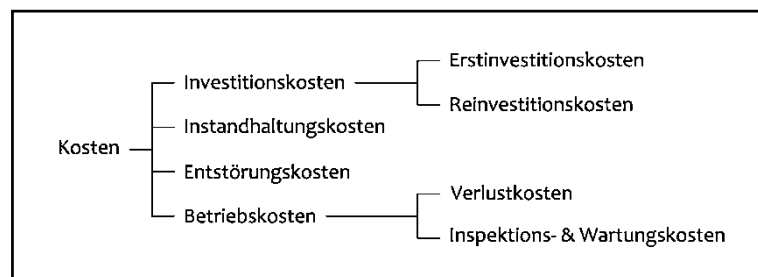 Kosten
Investitionskosten
Erstinvestitionskosten
Reinvestitionskosten
Instandhaltungskosten
Entstörungskosten
Betriebskosten
Verlustkosten
Inspektions- & Wartungskosten